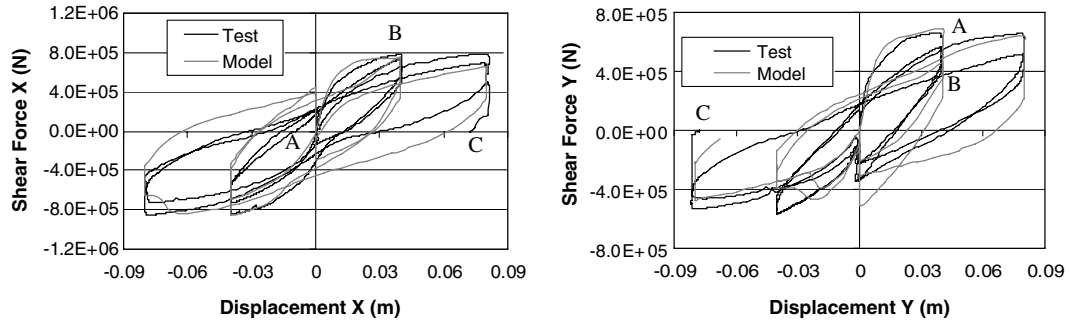 1.2E+06
8.0E+05
4.0E+05
0.0E+00
-4.0E+05
-8.0E+05
-1.2E+06
Shear Force X (N)
Test
Model
A
B
C
-0.09 -0.06 -0.03 0 0.03 0.06 0.09
Displacement X (m)
8.0E+05
4.0E+05
0.0E+00
-4.0E+05
8.0E+05
Shear Force Y (N)
Test
Model
A
B
C
-0.09 -0.06 -0.03 0 0.03 0.06 0.09
Displacement Y (m)